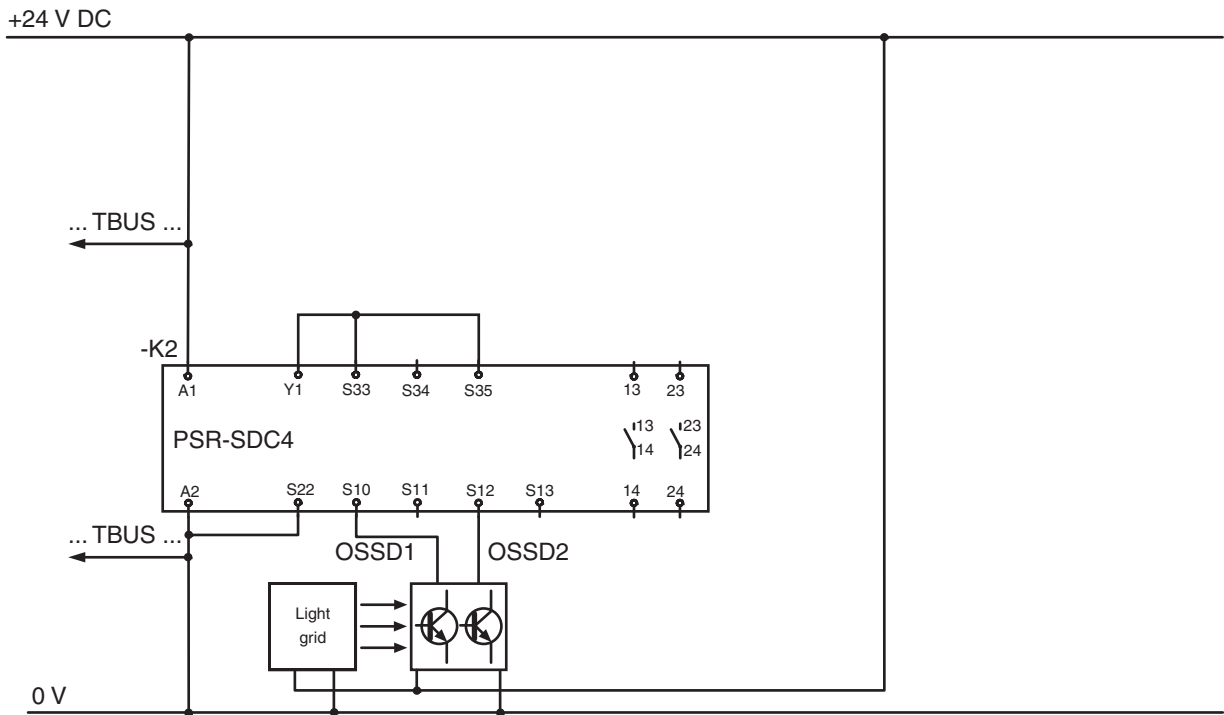 +24 V DC
... TBUS ...
-K2
A1 Y1 S33 S34 S35 13 23
PSR-SDC4
13 23
14 24
A2 S22 S10 S11 S12 S13 14 24
... TBUS ...
OSSD1 OSSD2
Light
grid
0 V